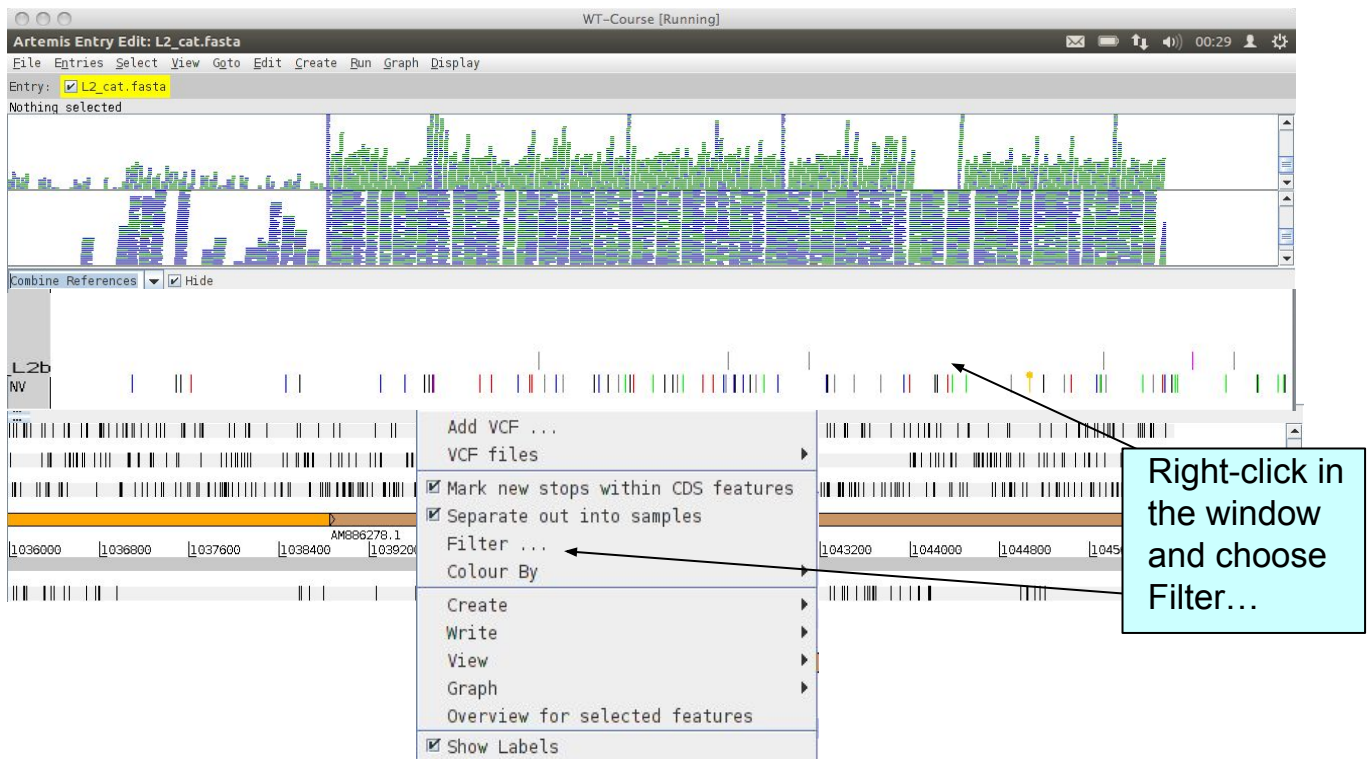 WT-Course [Running]
Artemis Entry Edit: L2_cat.fasta
00:29
File Entries Select View Goto Edit Create Run Graph Display
Entry: L2_cat.fasta
Nothing selected
Combine References Hide
L2b
NV
Add VCF ...
VCF files
Mark new stops within CDS features
Separate out into samples
Filter ...
Colour By
Create
Write
View
Graph
Overview for selected features
Show Labels
AM886278.1
1036000 1036800 1037600 1038400 103920 1043200 1044000 1044800 1045
Right-click in
the window
and choose
Filter…